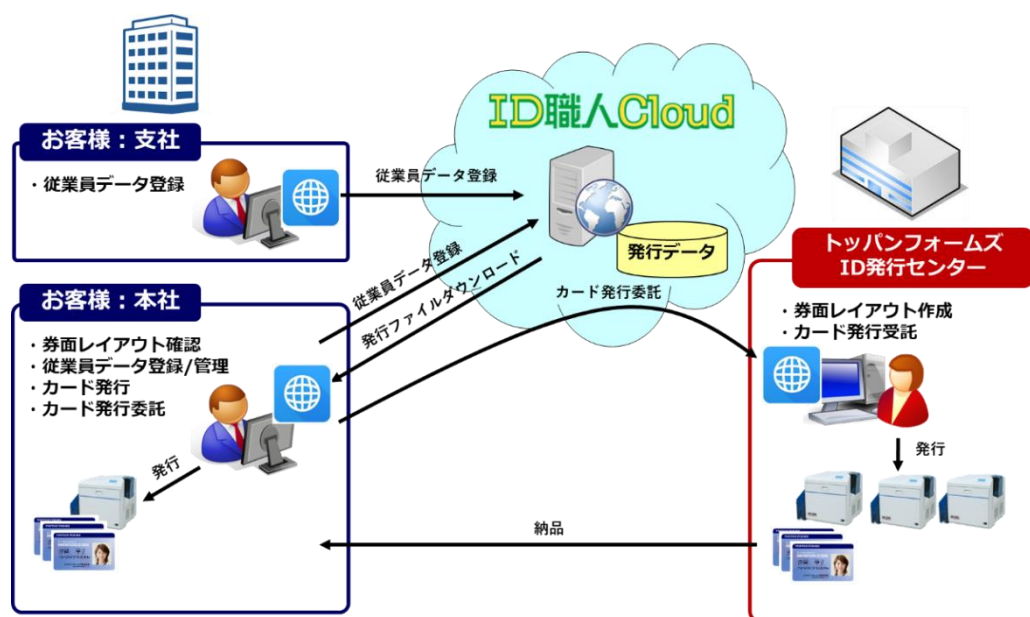 ID職人Cloud
お客様：支社
・従業員データ登録
従業員データ登録
発行データ
トッパンフォームズ
ID発行センター
・券面レイアウト作成
・カード発行受託
従業員データ登録
発行ファイルダウンロード
カード発行委託
お客様：本社
・券面レイアウト確認
・従業員データ登録/管理
・カード発行
・カード発行委託
発行
発行
納品